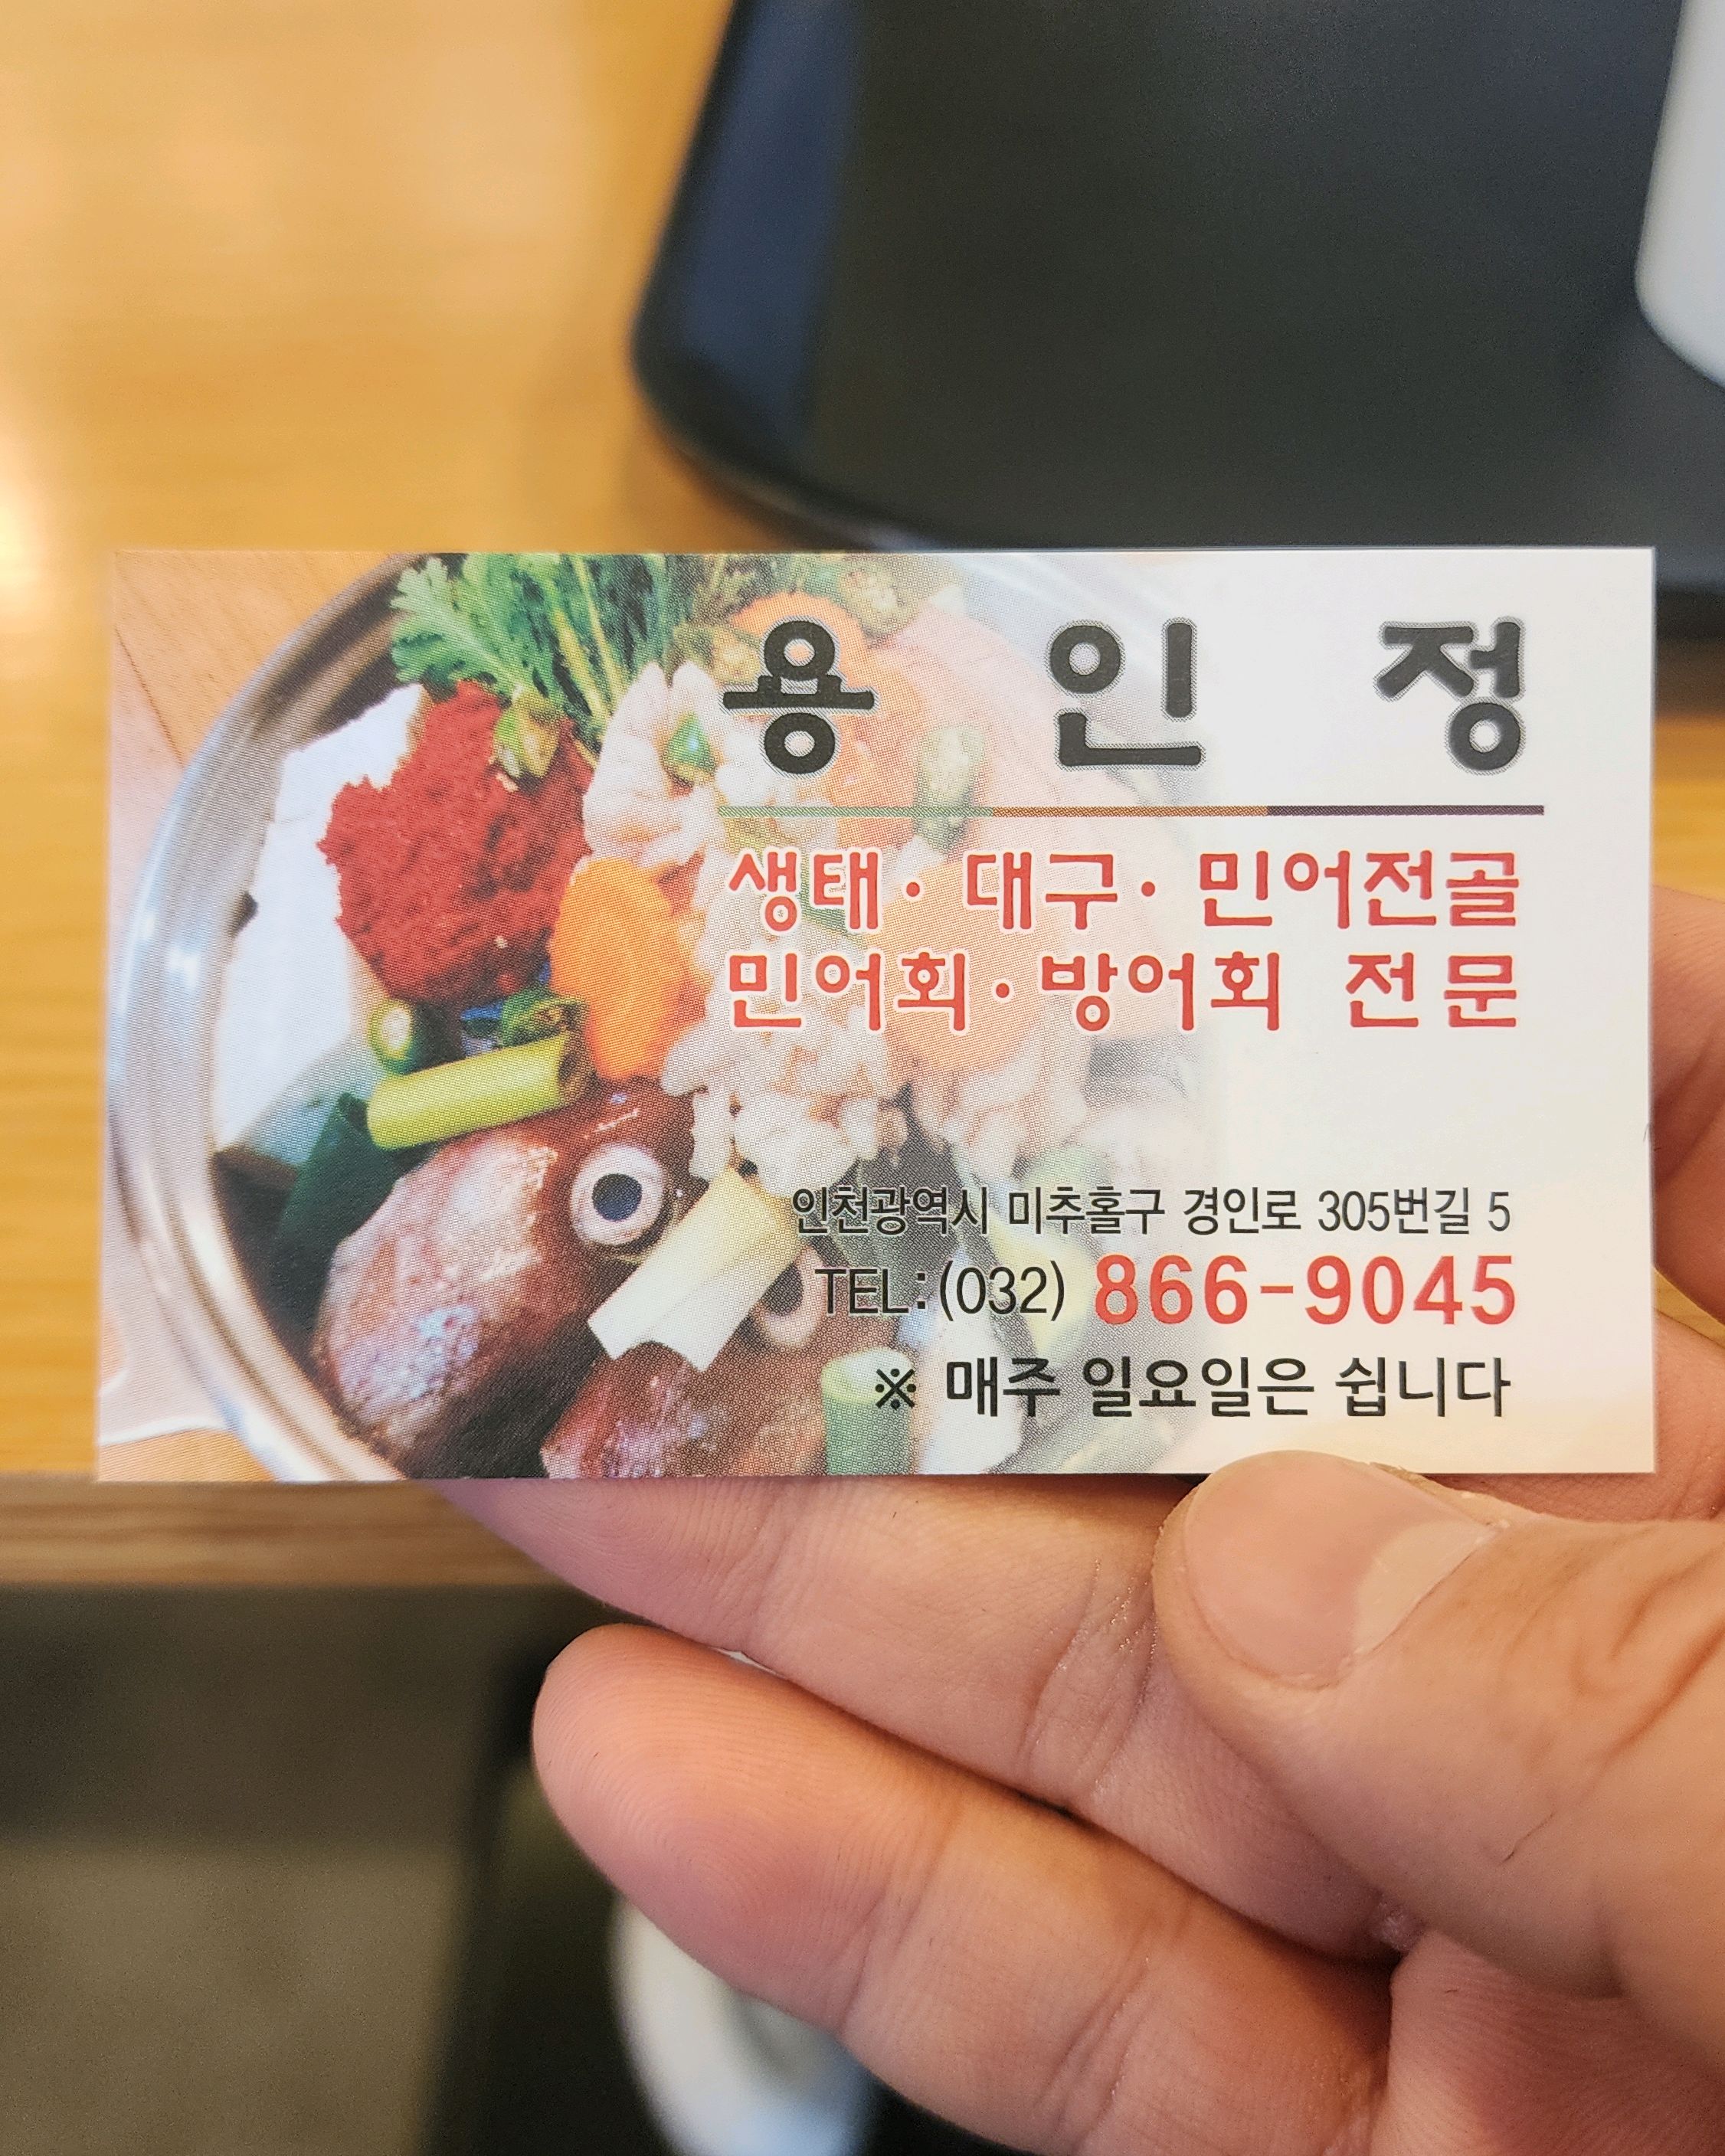 용 인 정
생태· 대구· 민어전골
민어회·방어회 전문
인천광역시 미추홀구 경인로 305번길 5
TEL:(032) 866-9045
※ 매주 일요일은 쉽니다